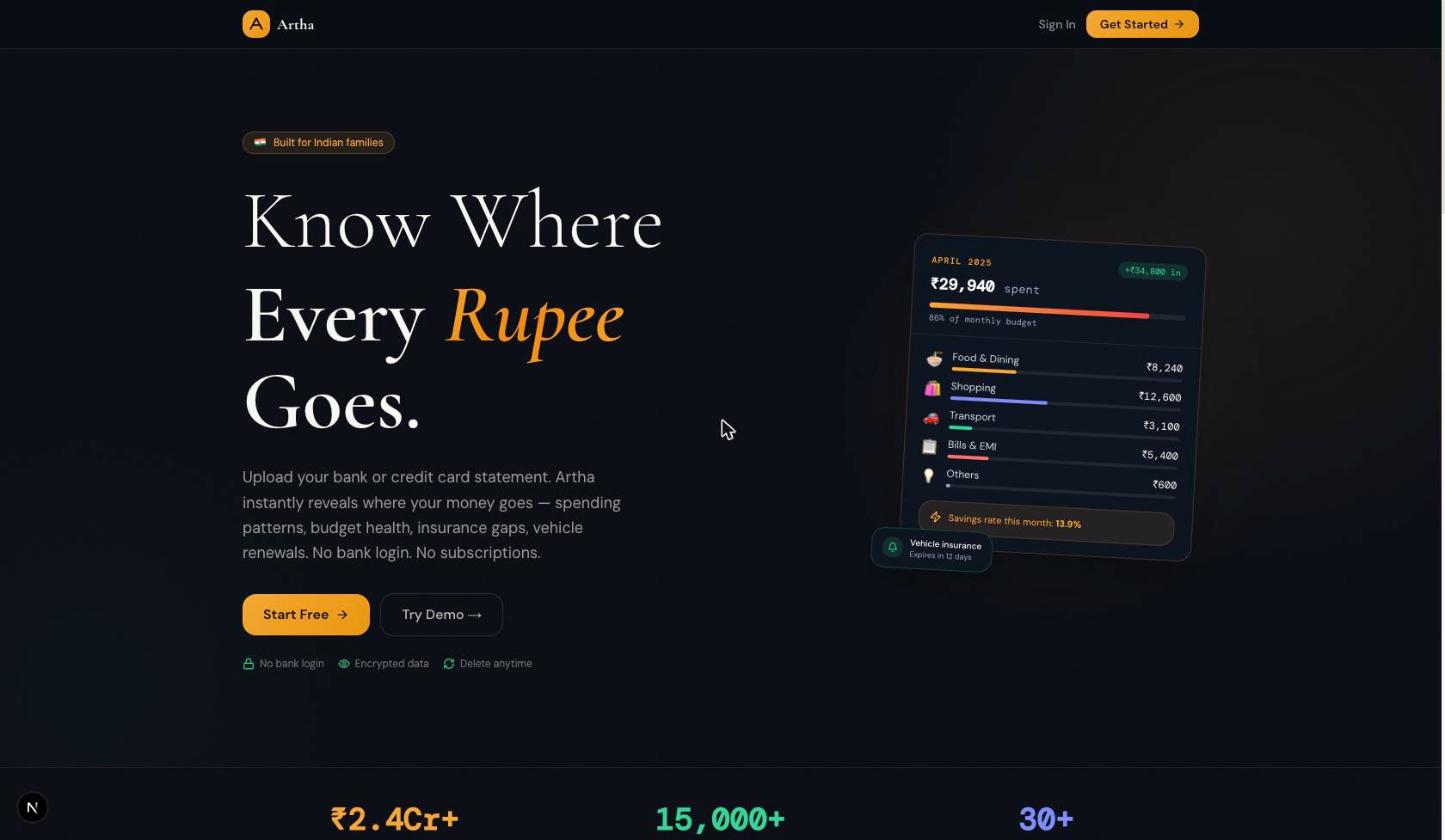 Artha
Sign In
Get Started →
Built for Indian families
Know Where
Every Rupee
Goes.
Upload your bank or credit card statement. Artha
instantly reveals where your money goes — spending
patterns, budget health, insurance gaps, vehicle
renewals. No bank login. No subscriptions.
Start Free →
Try Demo →
No bank login
Encrypted data
Delete anytime
APRIL 2025
+₹34,800 in
₹29,940 spent
86% of monthly budget
Food & Dining ₹8,240
Shopping ₹12,600
Transport ₹3,100
Bills & EMI ₹5,400
Others ₹600
Savings rate this month: 13.9%
Vehicle insurance
Expires in 12 days
₹2.4Cr+
15,000+
30+
N